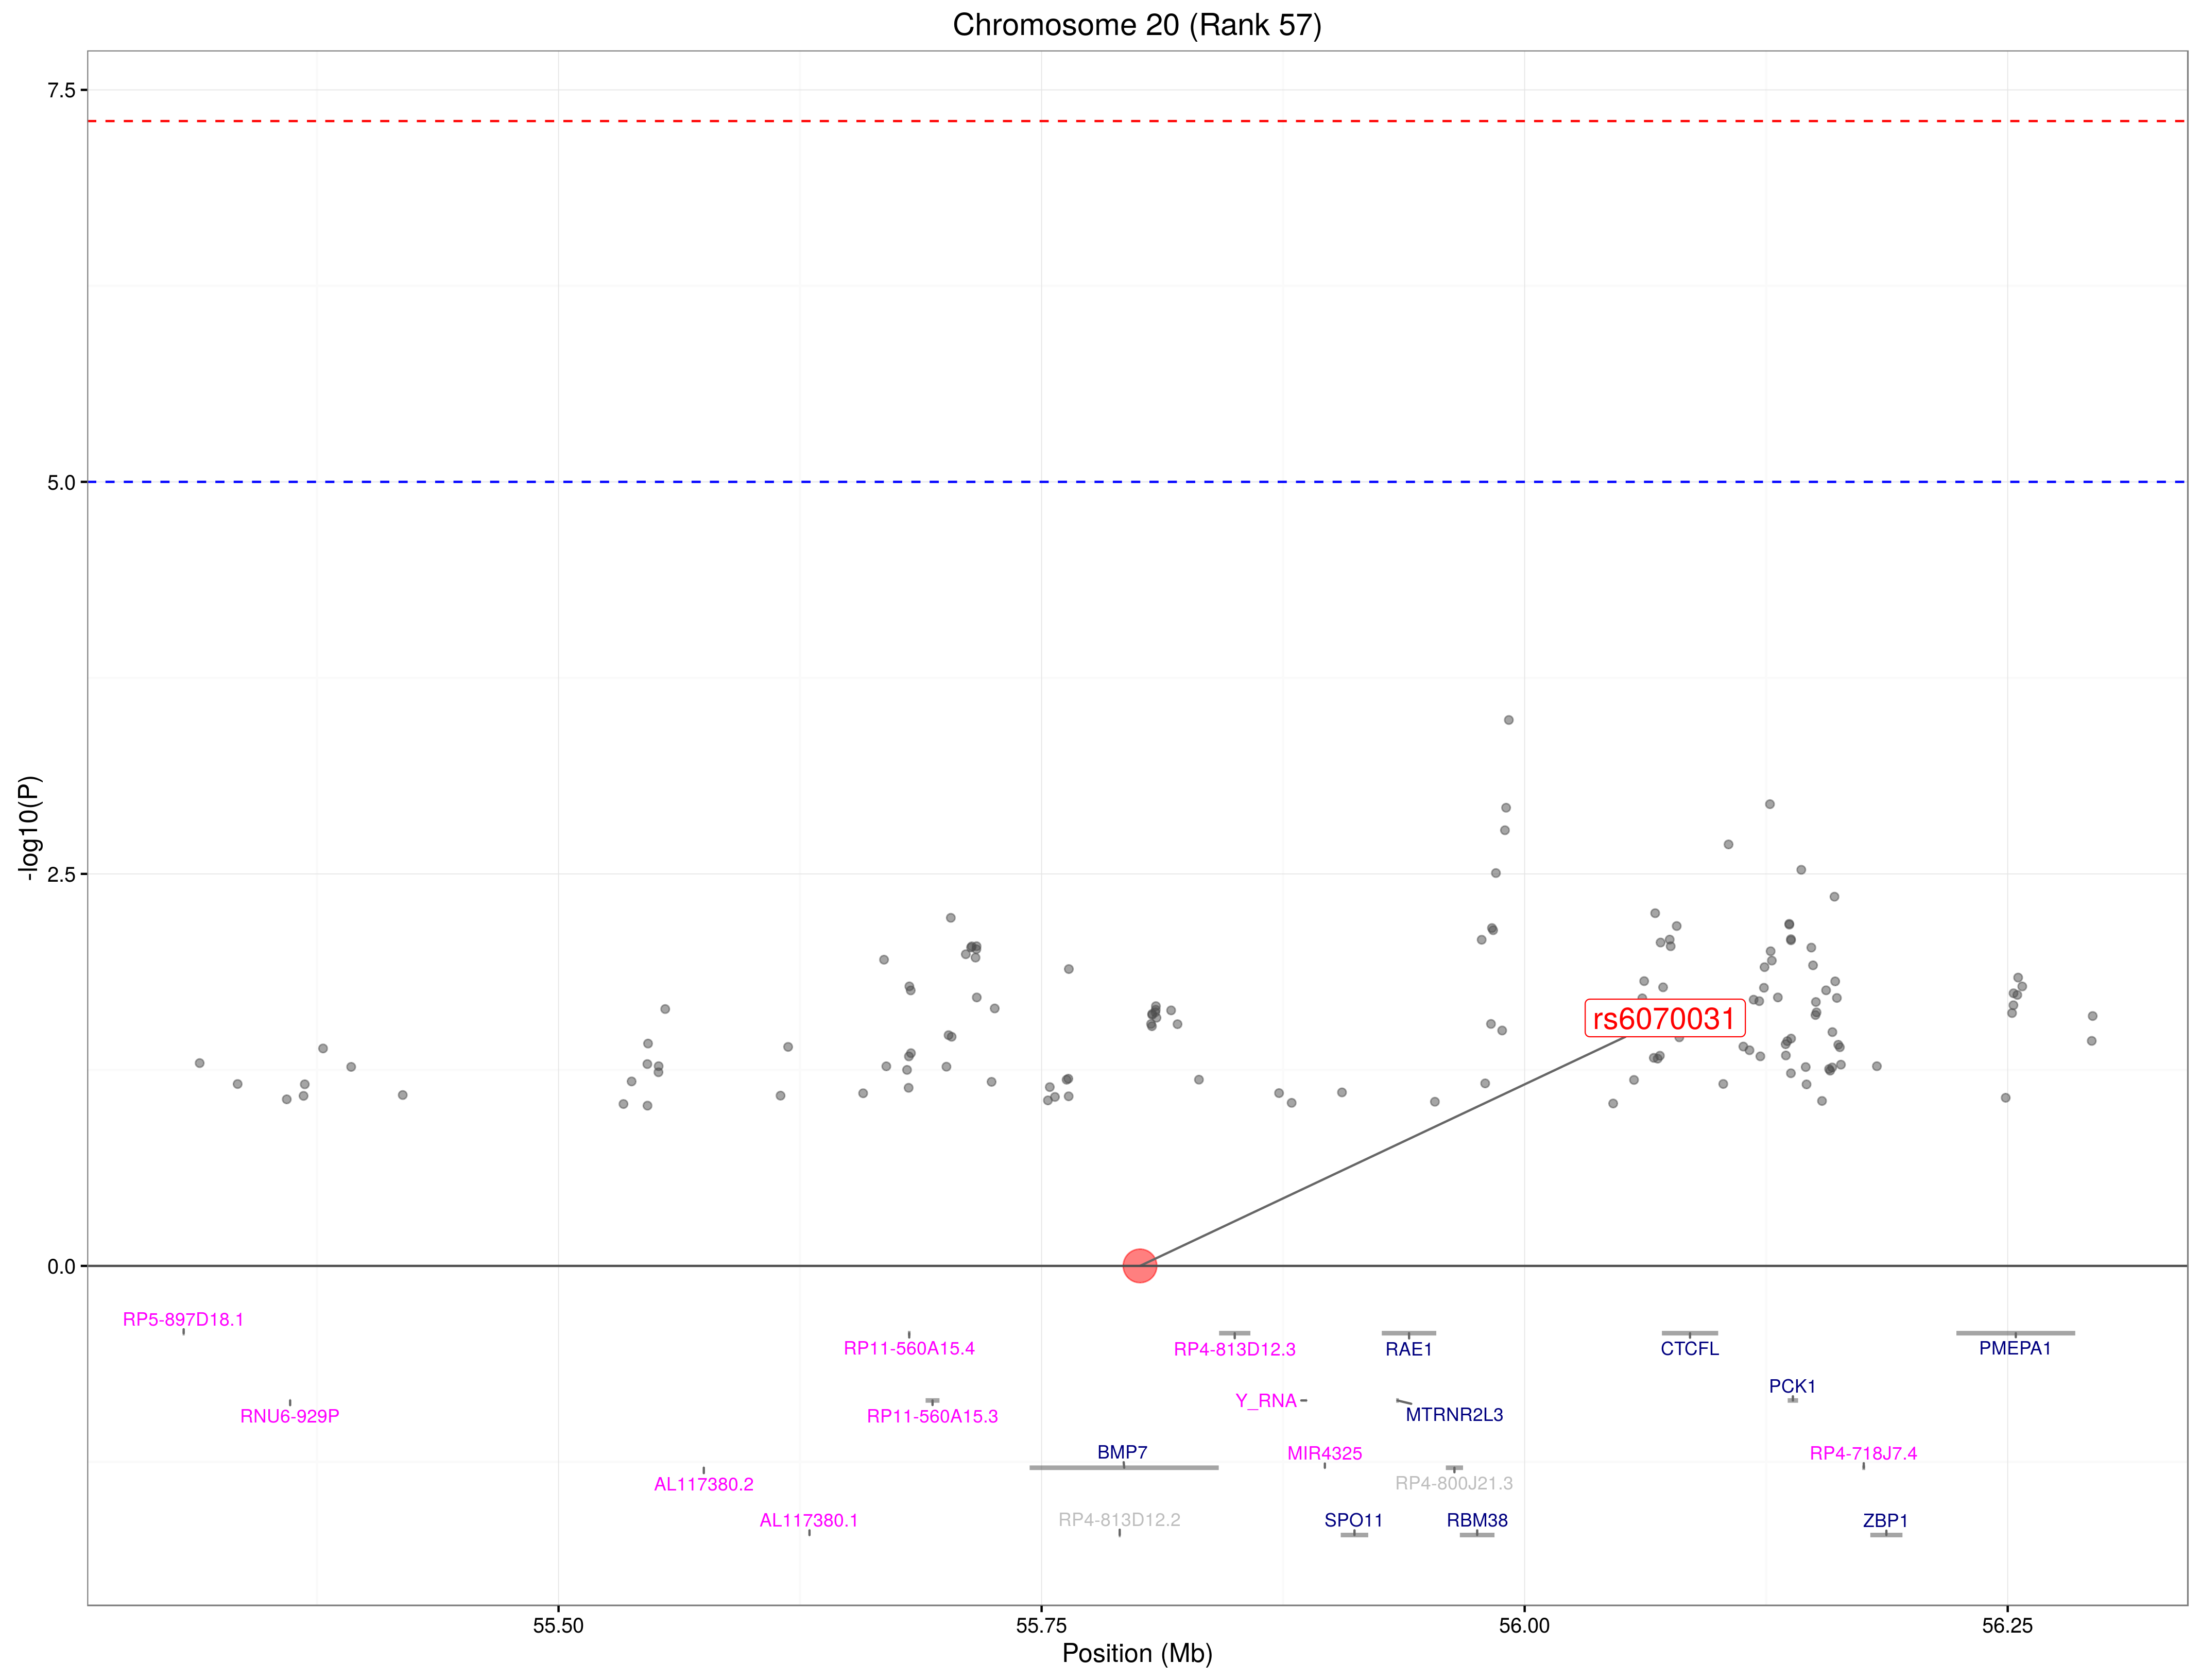 Chromosome 20 (Rank 57)
7.5
5.0
2.5
0.0
-log10(P)
rs6070031
RP5-897D18.1
RP11-560A15.4
RP4-813D12.3
RAE1
CTCFL
PMEPA1
RNU6-929P
RP11-560A15.3
Y_RNA
MTRNR2L3
PCK1
AL117380.2
BMP7
MIR4325
RP4-800J21.3
RP4-718J7.4
AL117380.1
RP4-813D12.2
SPO11
RBM38
ZBP1
55.50
55.75
56.00
56.25
Position (Mb)